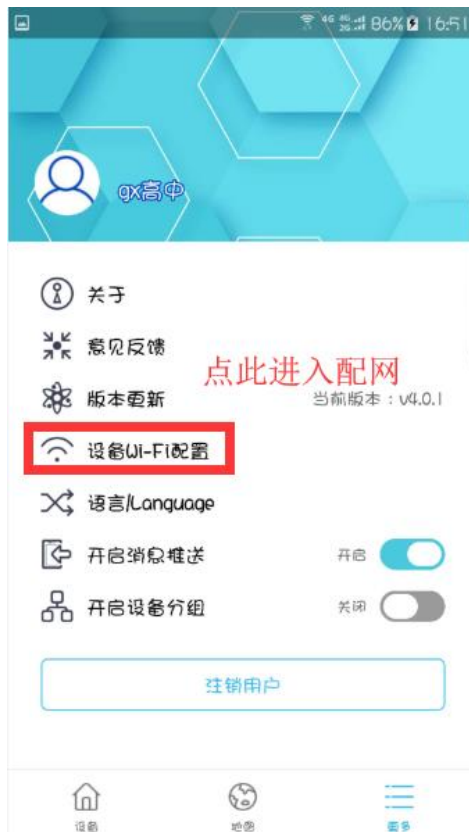 4G 4G 2G 86% 16:51
gx高中
关于
意见反馈
点此进入配网
版本更新 当前版本：v4.0.1
设备Wi-Fi配置
语言/Language
开启消息推送 开启
开启设备分组 关闭
注销用户
设备 地图 更多